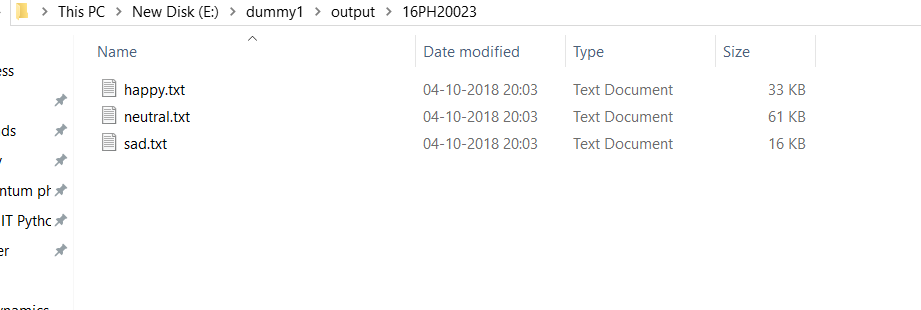 This PC > New Disk (E:) > dummy1 > output > 16PH20023
Name Date modified Type Size
ess
happy.txt 04-10-2018 20:03 Text Document 33 KB
neutral.txt 04-10-2018 20:03 Text Document 61 KB
ds
sad.txt 04-10-2018 20:03 Text Document 16 KB
ntum ph
IT Pythc
er